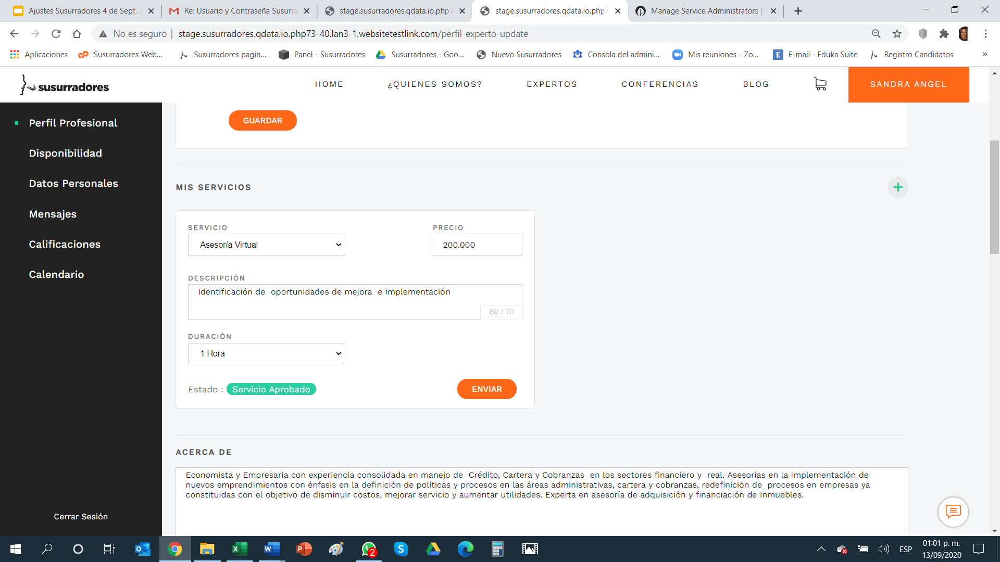 Ajustes Susurradores 4 de Sept. .p
Re: Usuario y Contraseña Susurra
stage.susurradores.qdata.io.php7
stage.susurradores.qdata.io.php7
Manage Service Administrators |
No es seguro | stage.susurradores.qdata.io.php73-40.lan3-1.websitetestlink.com/perfil-experto-update
Aplicaciones
cP Susurradores Web...
Susurradores pagin...
Panel - Susurradores
Susurradores - Goo...
Nuevo Susurradores
Consola del admini...
Mis reuniones - Zo...
E E-mail - Eduka Suite
Registro Candidatos
»
susurradores
HOME
¿QUIENES SOMOS?
EXPERTOS
CONFERENCIAS
BLOG
SANDRA ANGEL
Perfil Profesional
Disponibilidad
Datos Personales
Mensajes
Calificaciones
Calendario
Cerrar Sesión
GUARDAR
MIS SERVICIOS
SERVICIO
PRECIO
Asesoría Virtual
200.000
DESCRIPCIÓN
Identificación de  oportunidades de mejora  e implementación
60 / 70
DURACIÓN
1 Hora
Estado : Servicio Aprobado
ENVIAR
ACERCA DE
Economista y Empresaria con experiencia consolidada en manejo de  Crédito, Cartera y Cobranzas  en los sectores financiero y  real. Asesorías en la implementación de
nuevos emprendimientos con énfasis en la definición de políticas y procesos en las áreas administrativas, cartera y cobranzas, redefinición de  procesos en empresas ya
constituidas con el objetivo de disminuir costos, mejorar servicio y aumentar utilidades. Experta en asesoría de adquisición y financiación de Inmuebles.
2
ESP
01:01 p. m.
13/09/2020